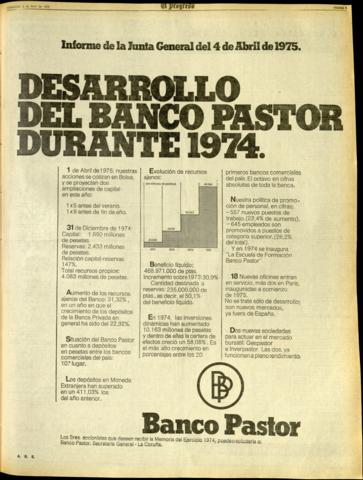 El Progreso
Informe de la Junta General del 4 de Abril de 1975.
DESARROLLO
DEL BANCO PASTOR
DURANTE 1974.
1 de Abril de 1975: nuestras
acciones se cotizan en Bolsa,
y se proyectan dos
ampliaciones de capital
en este año:
1x5 antes del verano.
1x6 antes de fin de año.
31 de Diciembre de 1974
Capital: 1.650 millones
de pesetas.
Reservas: 2.433 millones
de pesetas.
Relación capital-reservas
147%.
Total recursos propios:
4.083 millones de pesetas.
Aumento de los recursos
ajenos del Banco: 31,32%,
en un año en que el
crecimiento de los depósitos
de la Banca Privada en
general ha sido del 22,92%.
Situación del Banco Pastor
en cuanto a depósitos
en pesetas entre los bancos
comerciales del país:
10.º lugar.
Los depósitos en Moneda
Extranjera han superado
en un 411,03% los
del año anterior.
Evolución de recursos
ajenos:
Beneficio líquido:
468.971.000 de ptas.
Incremento sobre 1973: 30,9%
Cantidad destinada a
reservas 235.000.000 de
ptas., es decir, el 50,1%
del beneficio líquido.
En 1974, las inversiones
dinámicas han aumentado
10.163 millones de pesetas
y dentro de ellas la cartera de
efectos creció un 58,08%. Es
el más alto crecimiento en
porcentajes entre los 20
primeros bancos comerciales
del país. El octavo en cifras
absolutas de toda la banca.
Nuestra política de promo-
ción de personal, en cifras:
– 557 nuevos puestos de
trabajo (22,4% de aumento).
– 645 empleados son
promovidos a puestos de
categoría superior (26,2%
del total).
Y en 1974 se inaugura
"La Escuela de Formación
Banco Pastor"
18 Nuevas oficinas entran
en servicio, más dos en París,
inauguradas a comienzo
de 1975.
No se trata sólo de desarrollo:
son nuevos mercados,
ya fuera de España.
Dos nuevas sociedades
para actuar en el mercado
bursátil: Gespastor
e Inverpastor. Las dos, ya
funcionan a pleno rendimiento.
Banco Pastor
Los Sres. accionistas que deseen recibir la Memoria del Ejercicio 1974, pueden solicitarla a:
Banco Pastor. Secretaría General - La Coruña.